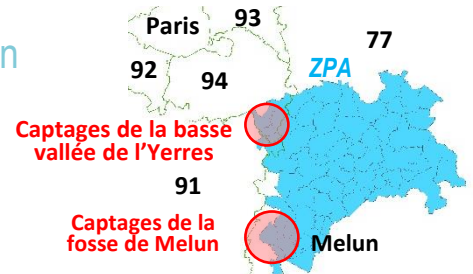 93
Paris
77
n
ZPA
92
94
Captages de la basse
vallée de l'Yerres
91
Captages de la
fosse de Melun
Melun